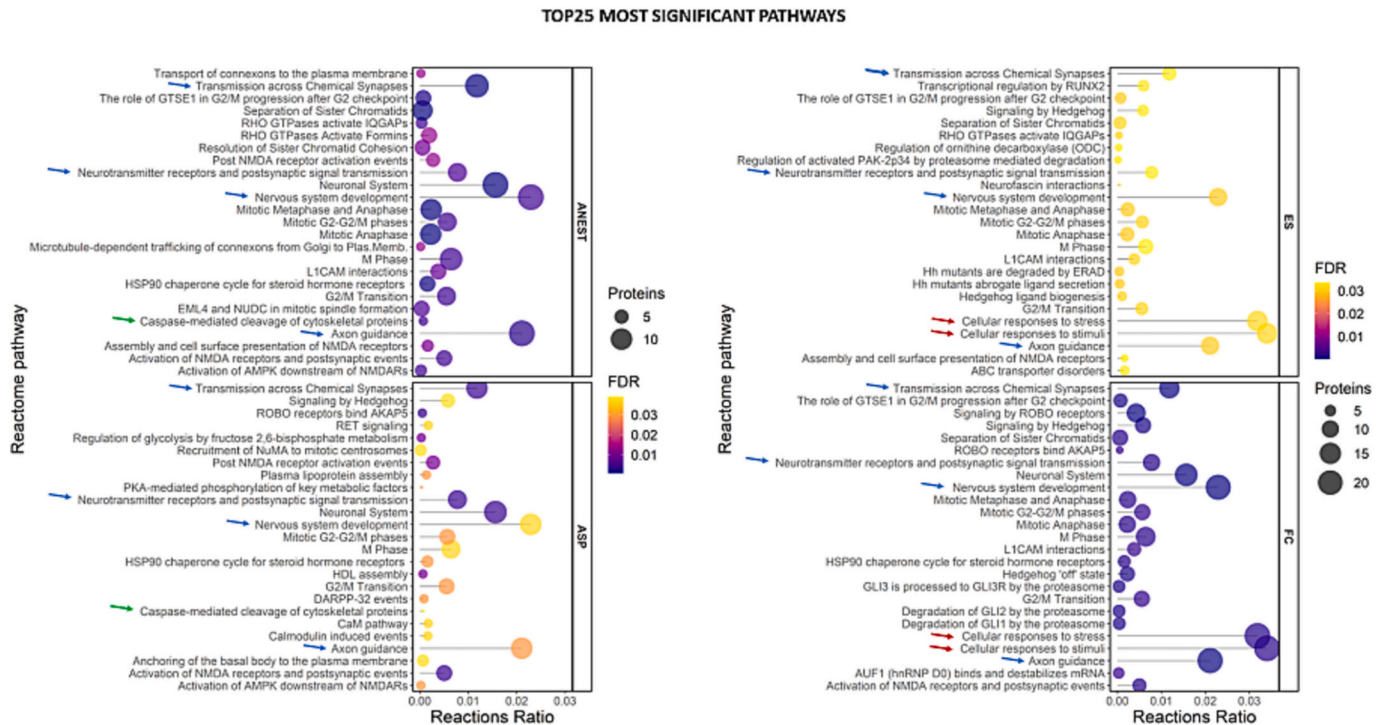 TOP25 MOST SIGNIFICANT PATHWAYS
Reactome pathway
Transport of connexons to the plasma membrane
Transmission across Chemical Synapses
The role of GTSE1 in G2/M progression after G2 checkpoint
Separation of Sister Chromatids
RHO GTPases activate IQGAPs
RHO GTPases Activate Formins
Resolution of Sister Chromatid Cohesion
Post NMDA receptor activation events
Neurotransmitter receptors and postsynaptic signal transmission
Neuronal System
Nervous system development
Mitotic Metaphase and Anaphase
Mitotic G2-G2/M phases
Mitotic Anaphase
Microtubule-dependent trafficking of connexons from Golgi to Plas.Memb.
M Phase
L1CAM interactions
HSP90 chaperone cycle for steroid hormone receptors
G2/M Transition
EML4 and NUDC in mitotic spindle formation
Caspase-mediated cleavage of cytoskeletal proteins
Axon guidance
Assembly and cell surface presentation of NMDA receptors
Activation of NMDA receptors and postsynaptic events
Activation of AMPK downstream of NMDARs
ANEST
Transmission across Chemical Synapses
Signaling by Hedgehog
ROBO receptors bind AKAP5
RET signaling
Regulation of glycolysis by fructose 2,6-bisphosphate metabolism
Recruitment of NuMA to mitotic centrosomes
Post NMDA receptor activation events
Plasma lipoprotein assembly
PKA-mediated phosphorylation of key metabolic factors
Neurotransmitter receptors and postsynaptic signal transmission
Neuronal System
Nervous system development
Mitotic G2-G2/M phases
M Phase
HSP90 chaperone cycle for steroid hormone receptors
HDL assembly
G2/M Transition
DARPP-32 events
Caspase-mediated cleavage of cytoskeletal proteins
CaM pathway
Calmodulin induced events
Axon guidance
Anchoring of the basal body to the plasma membrane
Activation of NMDA receptors and postsynaptic events
Activation of AMPK downstream of NMDARs
ASP
0.00 0.01 0.02 0.03
Reactions Ratio
Proteins
5
10
FDR
0.03
0.02
0.01
Reactome pathway
Transmission across Chemical Synapses
Transcriptional regulation by RUNX2
The role of GTSE1 in G2/M progression after G2 checkpoint
Signaling by Hedgehog
Separation of Sister Chromatids
RHO GTPases activate IQGAPs
Regulation of ornithine decarboxylase (ODC)
Regulation of activated PAK-2p34 by proteasome mediated degradation
Neurotransmitter receptors and postsynaptic signal transmission
Neurofascin interactions
Nervous system development
Mitotic Metaphase and Anaphase
Mitotic G2-G2/M phases
Mitotic Anaphase
M Phase
L1CAM interactions
Hh mutants are degraded by ERAD
Hh mutants abrogate ligand secretion
Hedgehog ligand biogenesis
G2/M Transition
Cellular responses to stress
Cellular responses to stimuli
Axon guidance
Assembly and cell surface presentation of NMDA receptors
ABC transporter disorders
ES
Transmission across Chemical Synapses
The role of GTSE1 in G2/M progression after G2 checkpoint
Signaling by ROBO receptors
Signaling by Hedgehog
Separation of Sister Chromatids
ROBO receptors bind AKAP5
Neurotransmitter receptors and postsynaptic signal transmission
Neuronal System
Nervous system development
Mitotic Metaphase and Anaphase
Mitotic G2-G2/M phases
Mitotic Anaphase
M Phase
L1CAM interactions
HSP90 chaperone cycle for steroid hormone receptors
Hedgehog 'off' state
GLI3 is processed to GLI3R by the proteasome
G2/M Transition
Degradation of GLI2 by the proteasome
Degradation of GLI1 by the proteasome
Cellular responses to stress
Cellular responses to stimuli
Axon guidance
AUF1 (hnRNP D0) binds and destabilizes mRNA
Activation of NMDA receptors and postsynaptic events
FC
0.00 0.01 0.02 0.03
Reactions Ratio
FDR
0.03
0.02
0.01
Proteins
5
10
15
20